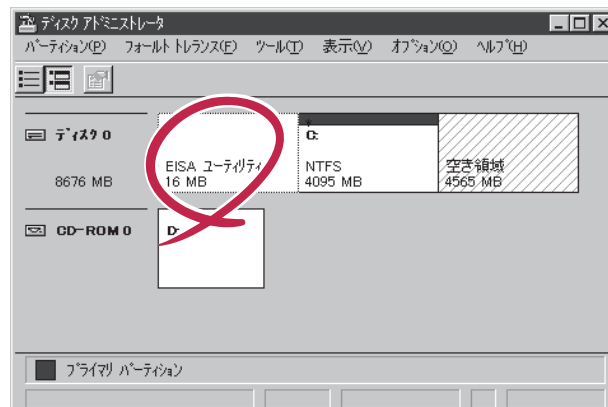 ディスク アドミニストレータ
パーティション(P) フォールト トレランス(F) ツール(T) 表示(V) オプション(O) ヘルプ(H)
ディスク 0
8676 MB
EISA ユーティリティ
16 MB
C:
NTFS
4095 MB
空き領域
4565 MB
CD-ROM 0
D:
プライマリ パーティション